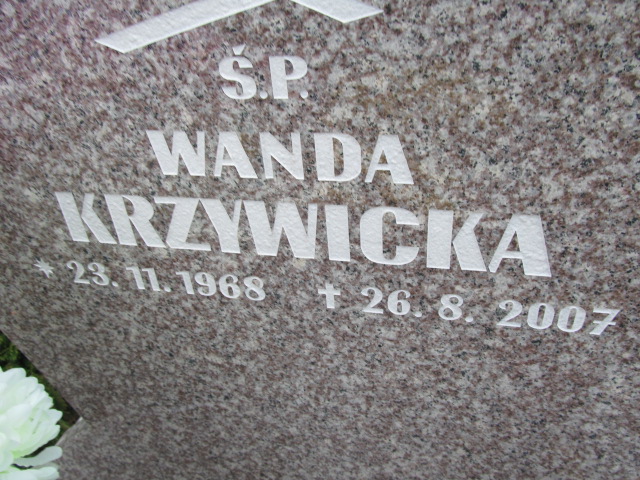 Ś.P.
WANDA
KRZYWICKA
* 23. 11. 1968 ✝ 26. 8. 2007